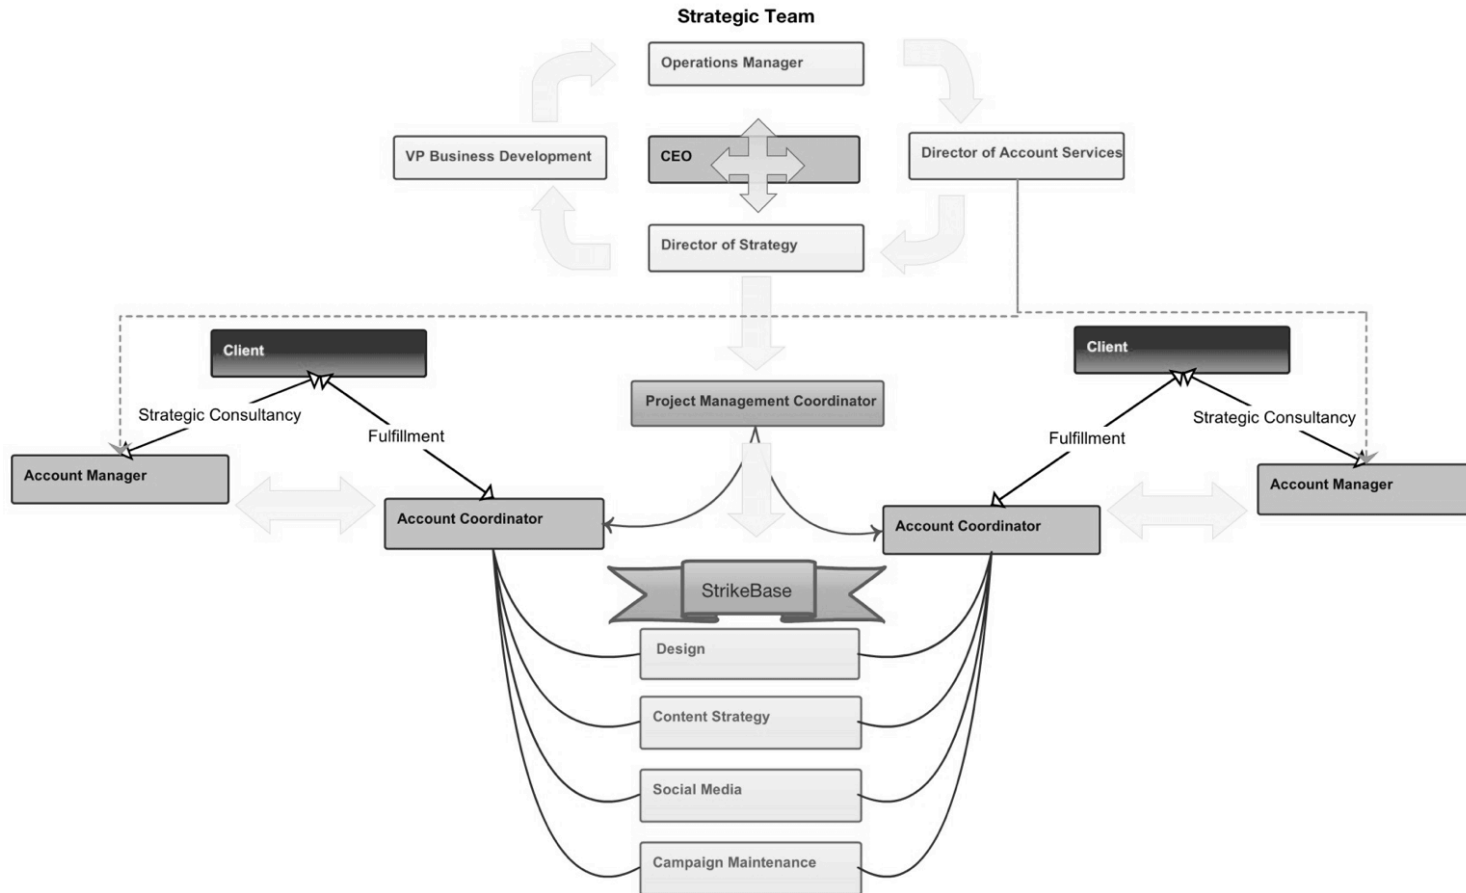 Strategic Team
Operations Manager
VP Business Development
CEO
Director of Account Services
Director of Strategy
Client
Client
Strategic Consultancy
Fulfillment
Project Management Coordinator
Fulfillment
Strategic Consultancy
Account Manager
Account Manager
Account Coordinator
Account Coordinator
StrikeBase
Design
Content Strategy
Social Media
Campaign Maintenance